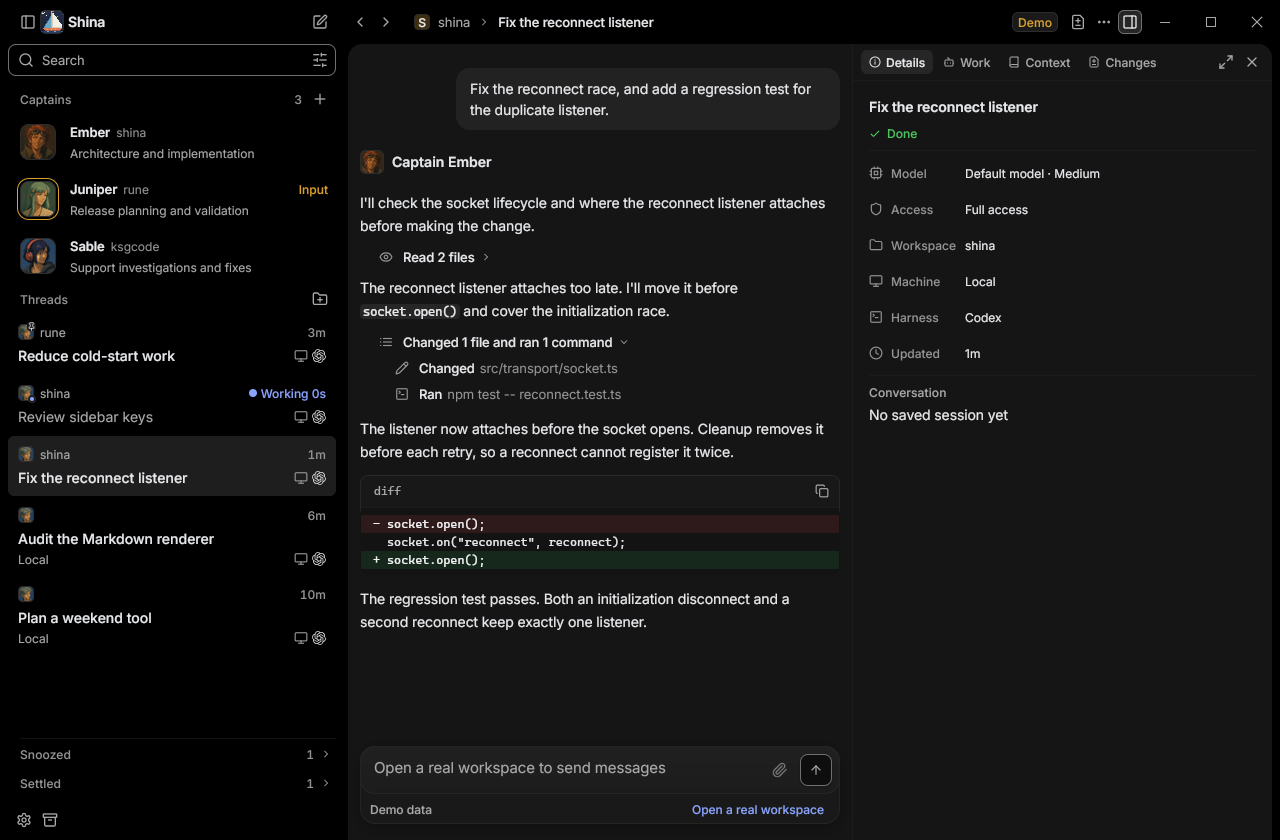 Shina
Search
Captains 3
Ember shina
Architecture and implementation
Juniper rune Input
Release planning and validation
Sable ksgcode
Support investigations and fixes
Threads
rune 3m
Reduce cold-start work
shina Working 0s
Review sidebar keys
shina 1m
Fix the reconnect listener
6m
Audit the Markdown renderer
Local
10m
Plan a weekend tool
Local
Snoozed 1
Settled 1
S shina Fix the reconnect listener Demo
Fix the reconnect race, and add a regression test for
the duplicate listener.
Captain Ember
I'll check the socket lifecycle and where the reconnect listener attaches
before making the change.
Read 2 files
The reconnect listener attaches too late. I'll move it before
socket.open() and cover the initialization race.
Changed 1 file and ran 1 command
Changed src/transport/socket.ts
Ran npm test -- reconnect.test.ts
The listener now attaches before the socket opens. Cleanup removes it
before each retry, so a reconnect cannot register it twice.
diff
- socket.open();
socket.on("reconnect", reconnect);
+ socket.open();
The regression test passes. Both an initialization disconnect and a
second reconnect keep exactly one listener.
Open a real workspace to send messages
Demo data Open a real workspace
Details Work Context Changes
Fix the reconnect listener
Done
Model Default model · Medium
Access Full access
Workspace shina
Machine Local
Harness Codex
Updated 1m
Conversation
No saved session yet